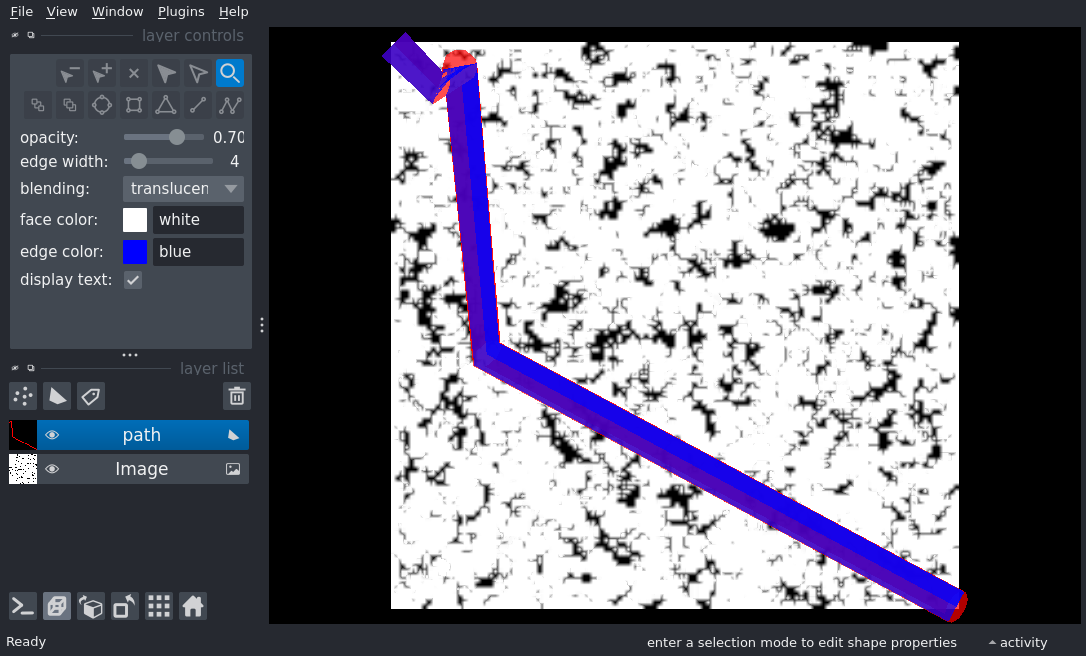 File View Window Plugins Help
layer controls
opacity: 0.70
edge width: 4
blending: translucen
face color: white
edge color: blue
display text:
layer list
path
Image
Ready
enter a selection mode to edit shape properties
activity